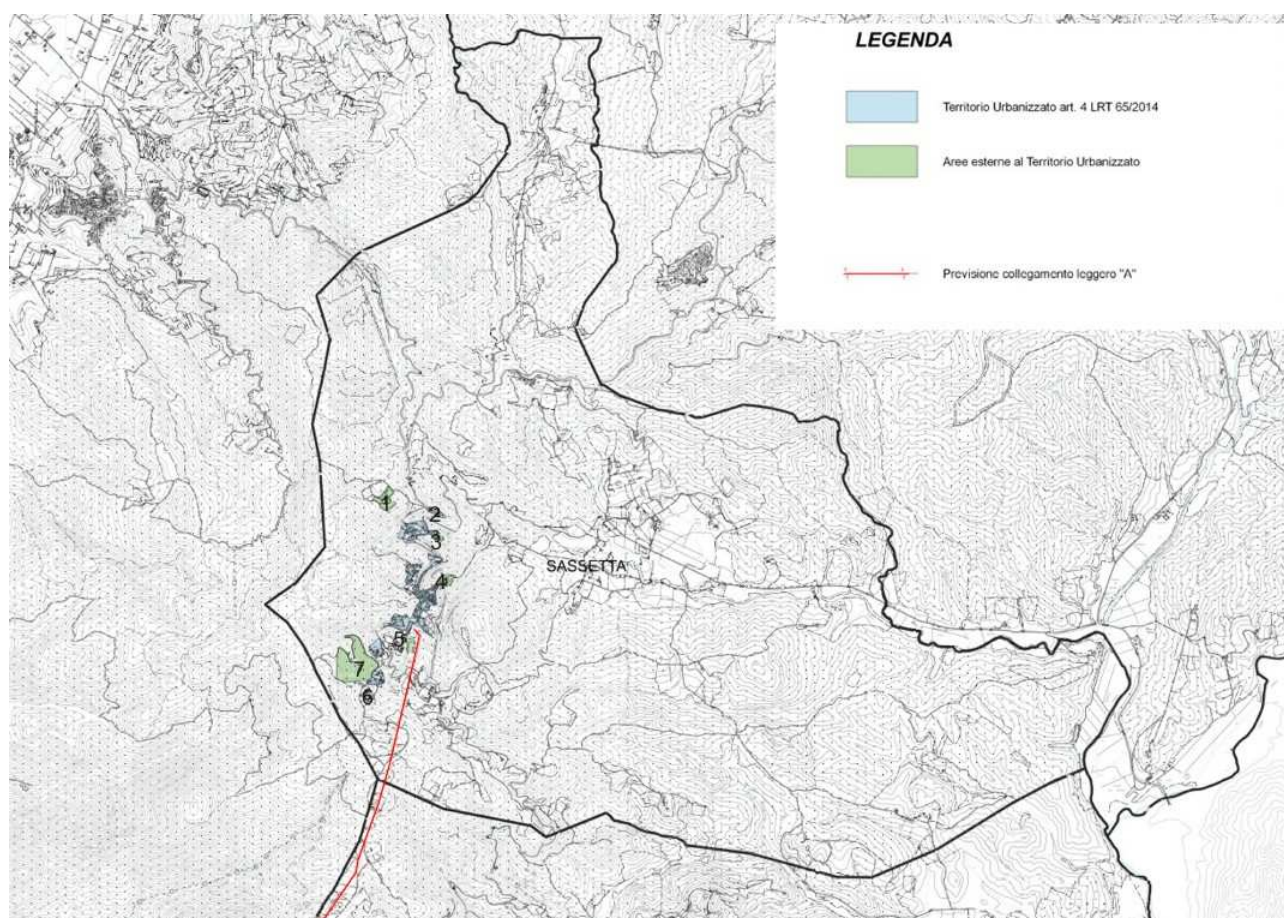 LEGENDA
Territorio Urbanizzato art. 4 LRT 65/2014
Aree esterne al Territorio Urbanizzato
Previsione collegamento leggero "A"
1
2
3
SASSETTA
4
5
7
6